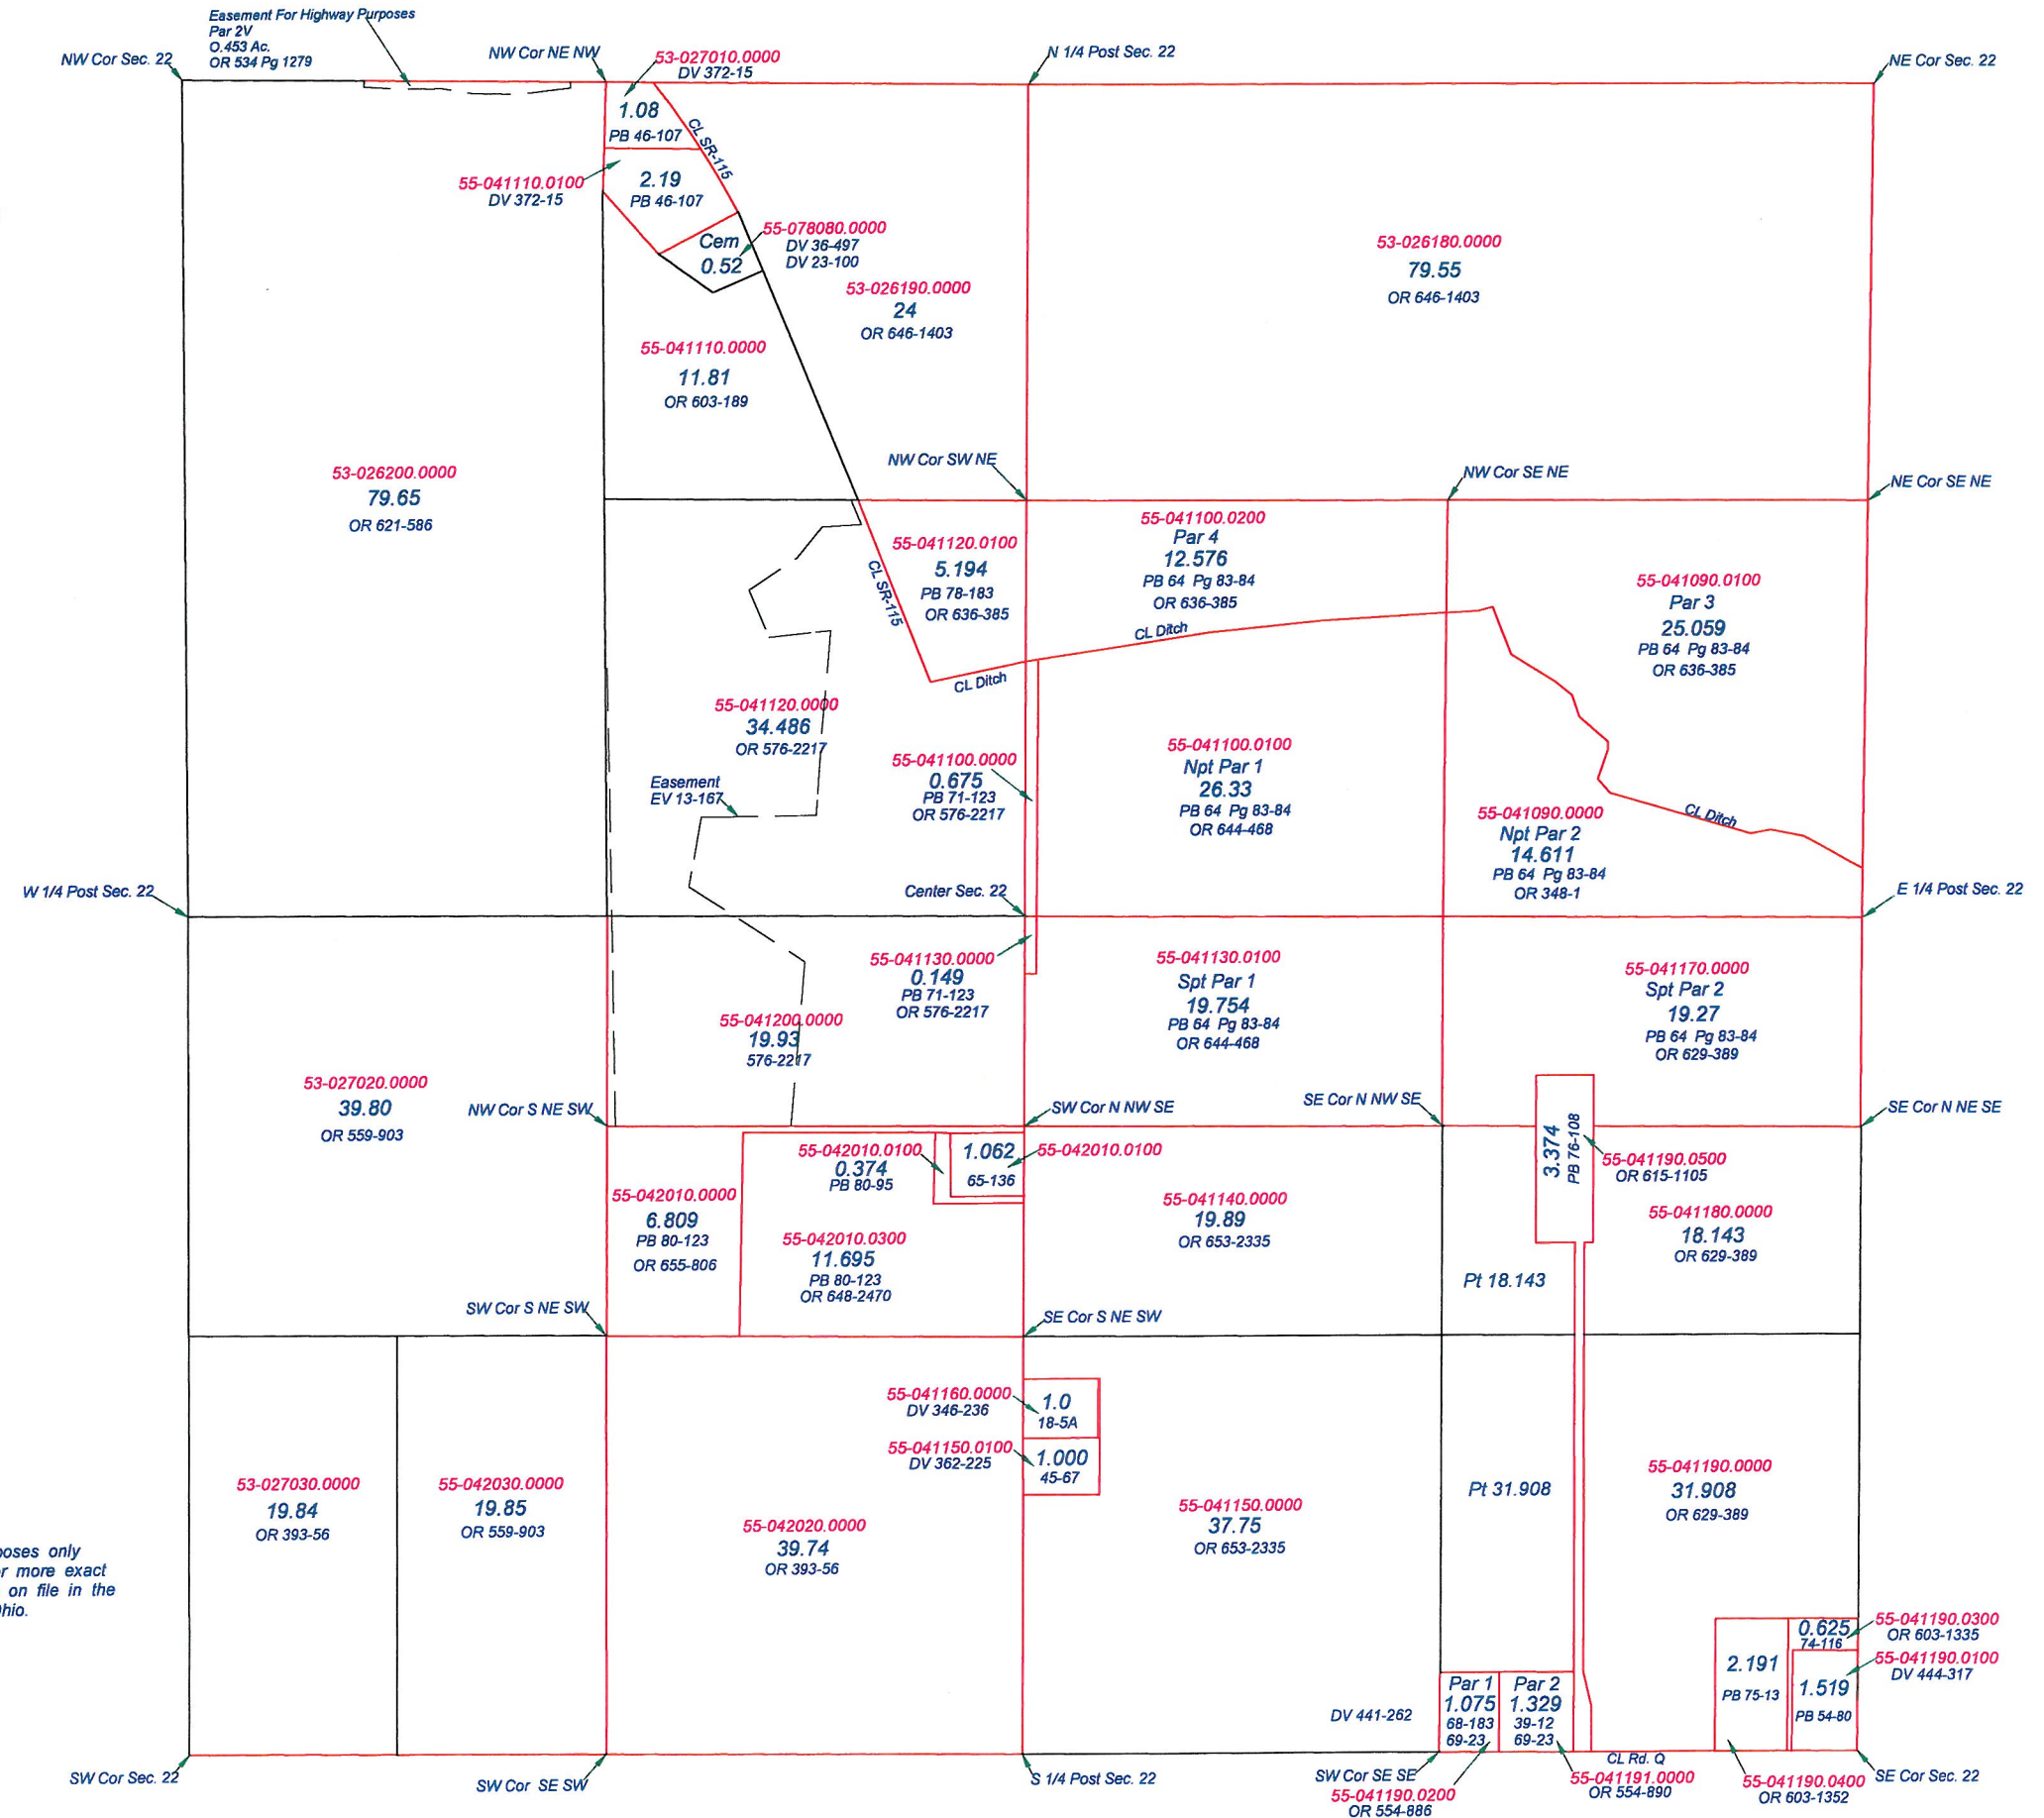 Easement For Highway Purposes
Par 2V
0.453 Ac.
OR 534 Pg 1279
NW Cor Sec. 22
NW Cor NE NW
53-027010.0000
DV 372-15
N 1/4 Post Sec. 22
NE Cor Sec. 22
1.08
PB 46-107
CL SR-115
55-041110.0100
DV 372-15
2.19
PB 46-107
Cem
0.52
55-078080.0000
DV 36-497
DV 23-100
53-026190.0000
24
OR 646-1403
53-026180.0000
79.55
OR 646-1403
55-041110.0000
11.81
OR 603-189
53-026200.0000
79.65
OR 621-586
NW Cor SW NE
NW Cor SE NE
NE Cor SE NE
55-041120.0100
5.194
PB 78-183
OR 636-385
CL SR-115
55-041100.0200
Par 4
12.576
PB 64 Pg 83-84
OR 636-385
55-041090.0100
Par 3
25.059
PB 64 Pg 83-84
OR 636-385
CL Ditch
CL Ditch
55-041120.0000
34.486
OR 576-2217
Easement
EV 13-167
55-041100.0000
0.675
PB 71-123
OR 576-2217
55-041100.0100
Npt Par 1
26.33
PB 64 Pg 83-84
OR 644-468
55-041090.0000
Npt Par 2
14.611
PB 64 Pg 83-84
OR 348-1
CL Ditch
W 1/4 Post Sec. 22
Center Sec. 22
E 1/4 Post Sec. 22
55-041130.0000
0.149
PB 71-123
OR 576-2217
55-041200.0000
19.93
576-2217
55-041130.0100
Spt Par 1
19.754
PB 64 Pg 83-84
OR 644-468
55-041170.0000
Spt Par 2
19.27
PB 64 Pg 83-84
OR 629-389
53-027020.0000
39.80
OR 559-903
NW Cor S NE SW
SW Cor N NW SE
SE Cor N NW SE
SE Cor N NE SE
55-042010.0100
0.374
PB 80-95
1.062
65-136
55-042010.0100
3.374
PB 76-108
55-041190.0500
OR 615-1105
55-042010.0000
6.809
PB 80-123
OR 655-806
55-042010.0300
11.695
PB 80-123
OR 648-2470
55-041140.0000
19.89
OR 653-2335
55-041180.0000
18.143
OR 629-389
Pt 18.143
SW Cor S NE SW
SE Cor S NE SW
55-041160.0000
DV 346-236
1.0
18-5A
55-041150.0100
DV 362-225
1.000
45-67
53-027030.0000
19.84
OR 393-56
55-042030.0000
19.85
OR 559-903
55-042020.0000
39.74
OR 393-56
55-041150.0000
37.75
OR 653-2335
Pt 31.908
55-041190.0000
31.908
OR 629-389
poses only
or more exact
on file in the
Ohio.
0.625
74-116
55-041190.0300
OR 603-1335
2.191
PB 75-13
1.519
PB 54-80
55-041190.0100
DV 444-317
DV 441-262
Par 1
1.075
68-183
69-23
Par 2
1.329
39-12
69-23
CL Rd. Q
SW Cor Sec. 22
SW Cor SE SW
S 1/4 Post Sec. 22
SW Cor SE SE
55-041190.0200
OR 554-886
55-041191.0000
OR 554-890
55-041190.0400
OR 603-1352
SE Cor Sec. 22